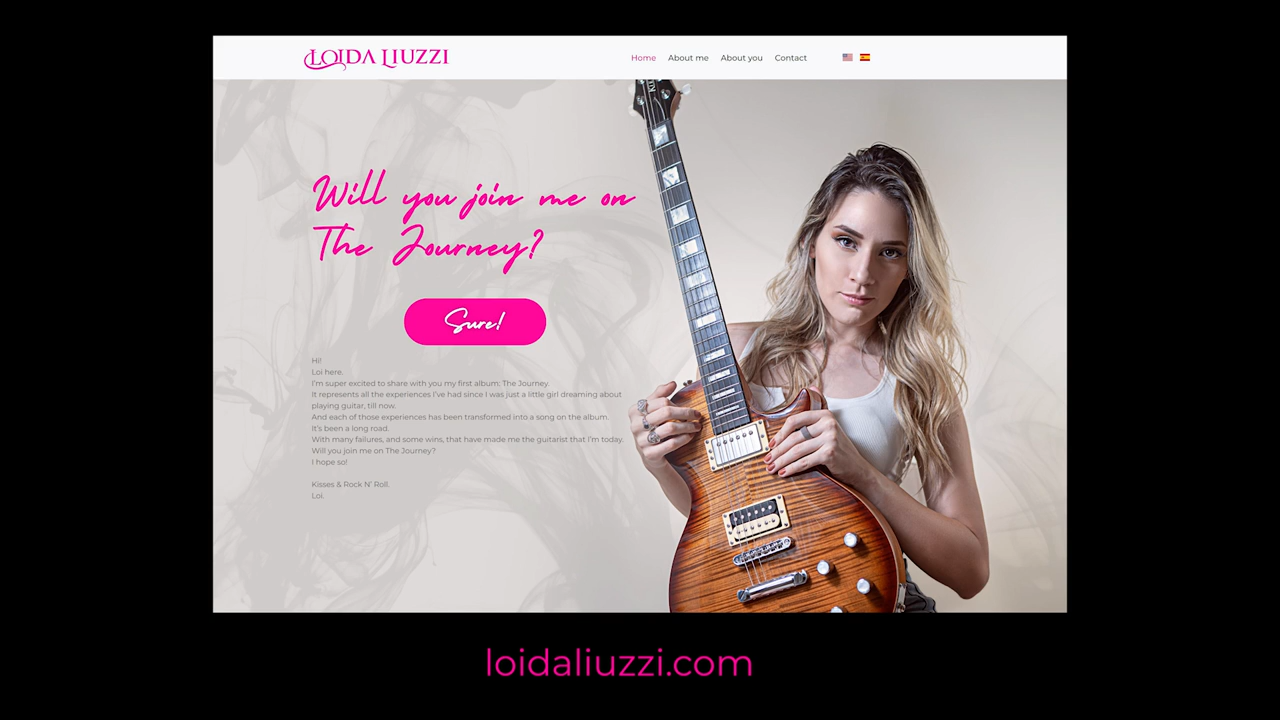 LOIDA LIUZZI
Home About me About you Contact
Will you join me on
The Journey?
Sure!
Hi!
Loi here.
I'm super excited to share with you my first album: The Journey.
It represents all the experiences I've had since I was just a little girl dreaming about
playing guitar, till now.
And each of those experiences has been transformed into a song on the album.
It's been a long road.
With many failures, and some wins, that have made me the guitarist that I'm today.
Will you join me on The Journey?
I hope so!
Kisses & Rock N' Roll.
Loi.
loidaliuzzi.com